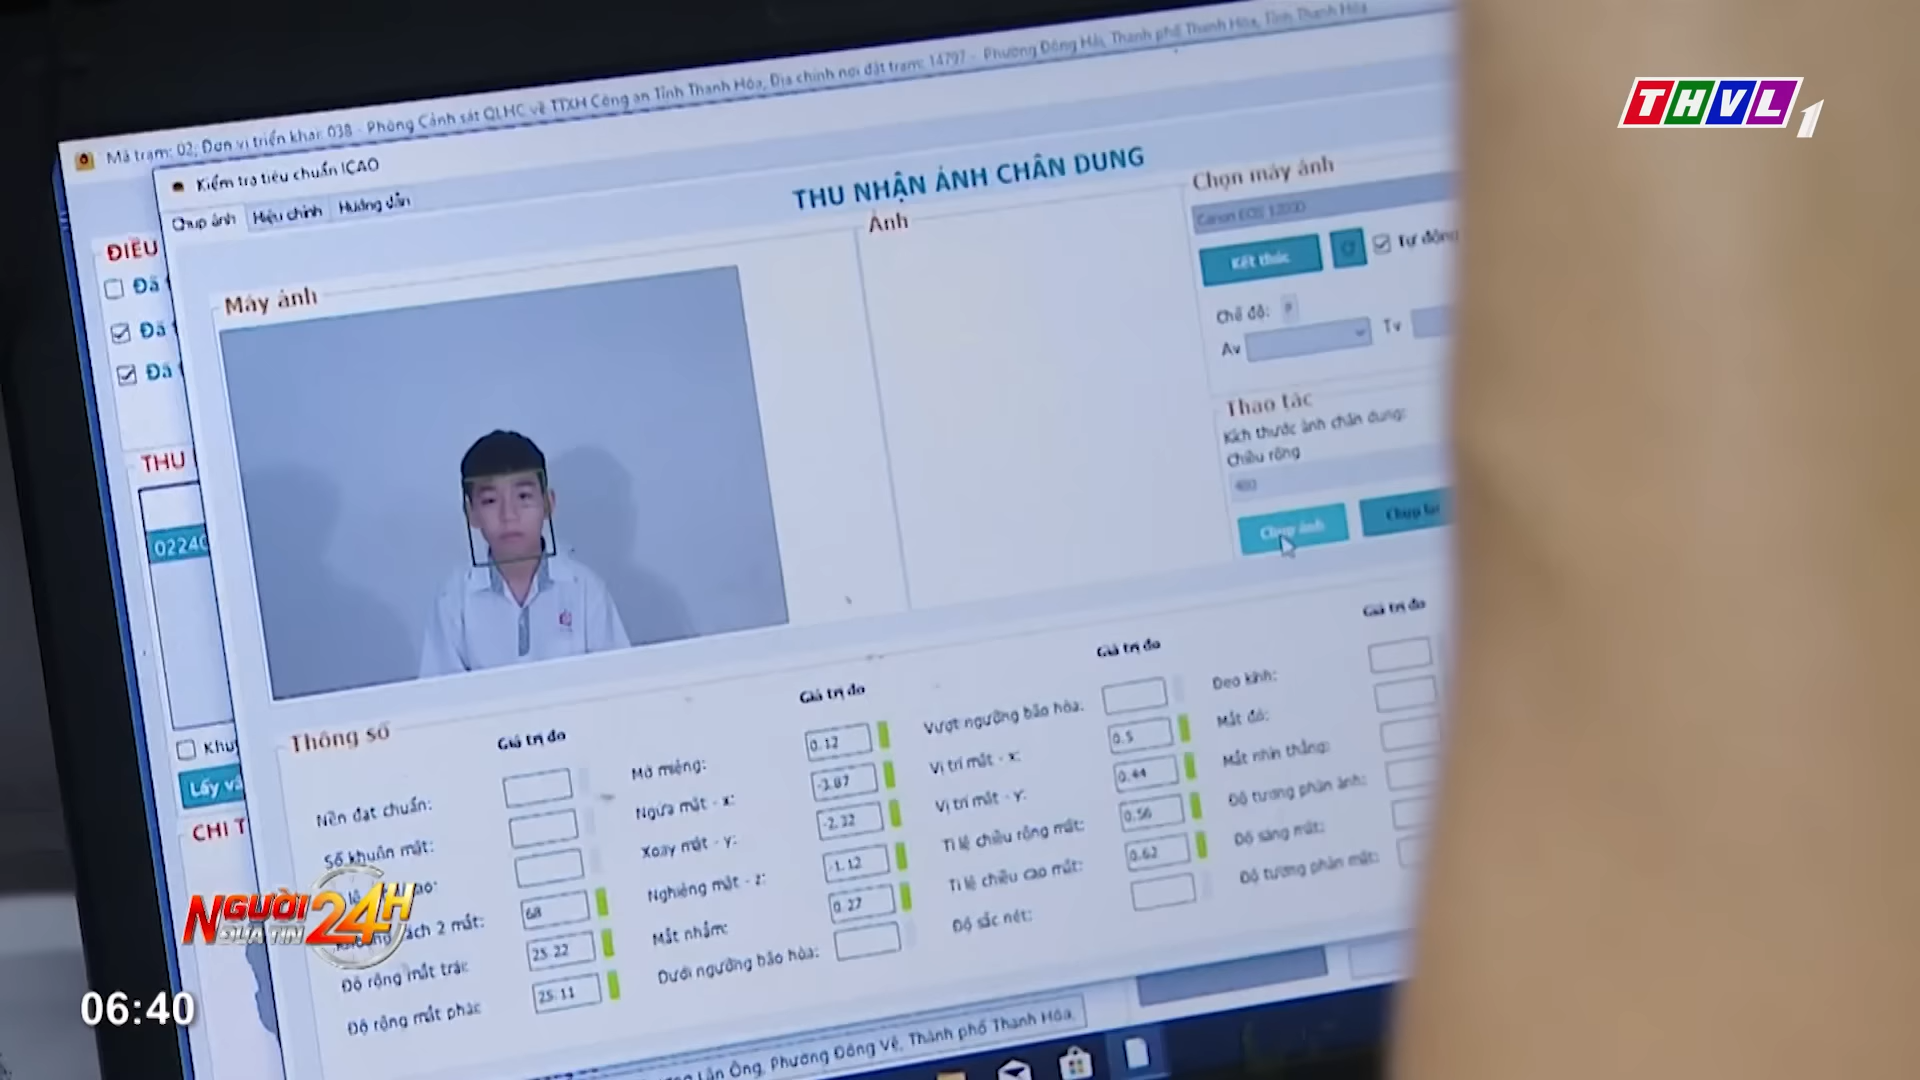 THVL1
Mã trạm: 02; Đơn vị triển khai: 038 - Phòng Cảnh sát QLHC về TTXH Công an Tỉnh Thanh Hóa, Địa chính nơi đặt trạm: 14797 - Phường Đông Hải, Thành phố Thanh Hóa, Tỉnh Thanh Hóa
Kiểm tra tiêu chuẩn ICAO
Chụp ảnh Hiệu chỉnh Hướng dẫn
THU NHẬN ẢNH CHÂN DUNG
ĐIỀU
Đã
Đã
Đã
THU
0224
Máy ảnh
Ảnh
Chọn máy ảnh
Canon EOS
Kết thúc
Tự động
Chế độ:
Av
Tv
Thao tác
Kích thước ảnh chân dung:
Chiều rộng
480
Chụp ảnh
Chụp
Lấy
CHI T
Thông số
Giá trị đo
Nền đạt chuẩn:
Số khuôn mặt:
ách 2 mắt: 68
Độ rộng mắt trái: 25.22
Độ rộng mắt phải: 25.11
Giá trị đo
Mở miệng: 0.12
Ngửa mặt - x: -3.87
Xoay mặt - y: -2.32
Nghiêng mặt - z: -1.12
Mắt nhắm: 0.27
Dưới ngưỡng bão hòa:
Giá trị đo
Vượt ngưỡng bão hòa:
Vị trí mặt - x: 0.5
Vị trí mặt - y: 0.44
Tỉ lệ chiều rộng mặt: 0.56
Tỉ lệ chiều cao mặt: 0.62
Độ sắc nét:
Giá trị đo
Đeo kính:
Mắt đỏ:
Mắt nhìn thẳng:
Độ tương phản ảnh:
Độ sáng mặt:
Độ tương phản mặt:
NGƯỜI
ĐƯA TIN 24H
06:40
Lãn Ông, Phường Đông Vệ, Thành phố Thanh Hóa,